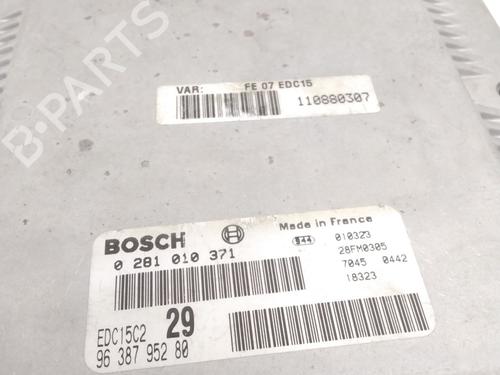 VAR: FE 07 EDC15
110880307
BOSCH
Made in France
0 281 010 371
010323
28FM0305
7045 0442
18323
EDC15C2 29
96 387 952 80
B-PARTS